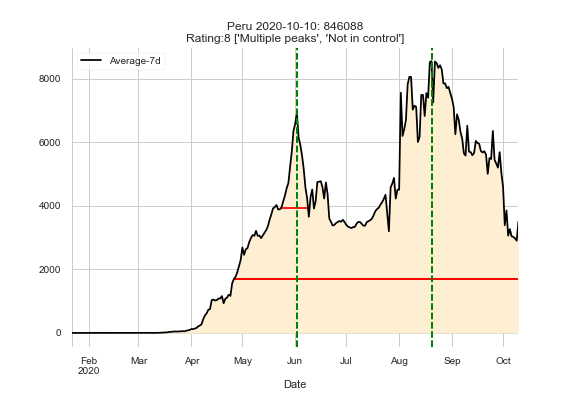 Peru 2020-10-10: 846088
Rating:8 ['Multiple peaks', 'Not in control']
Average-7d
8000
6000
4000
2000
0
Feb Mar Apr May Jun Jul Aug Sep Oct
2020
Date